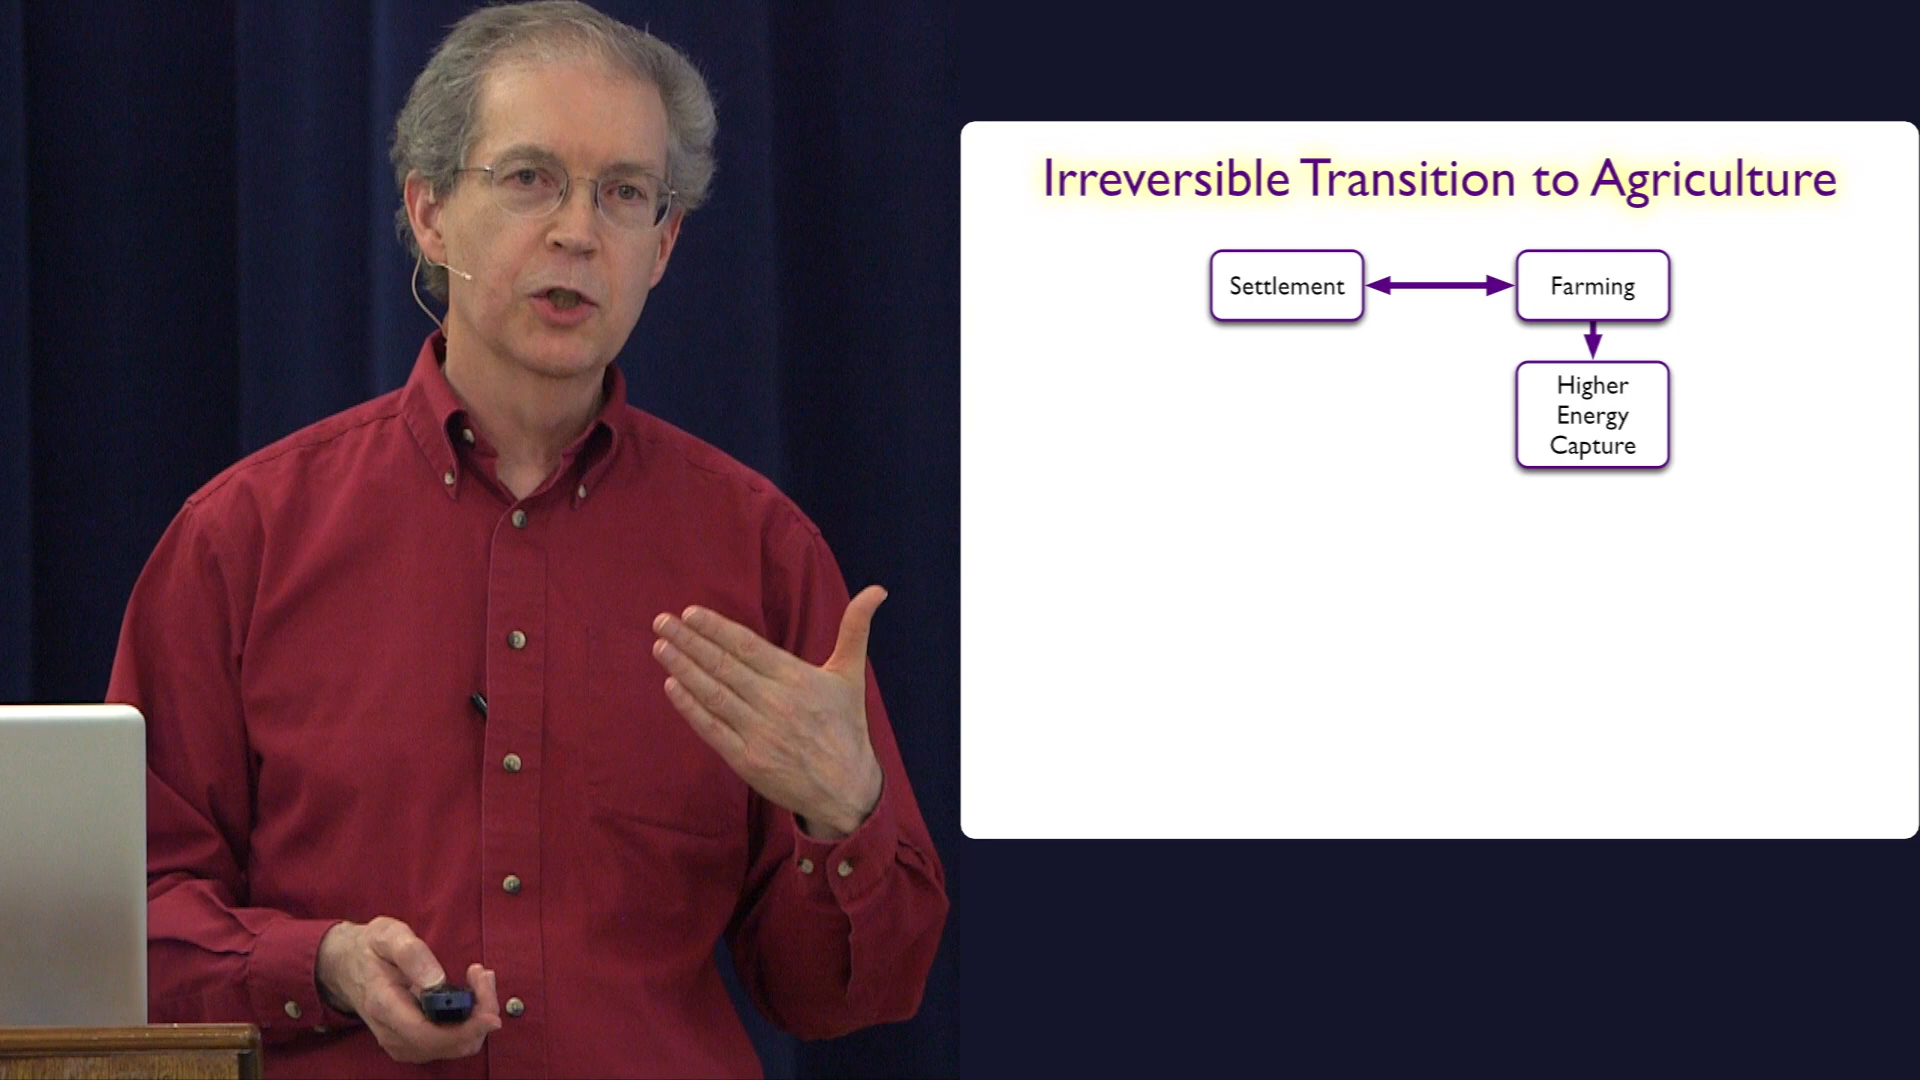 Irreversible Transition to Agriculture
Settlement
Farming
Higher
Energy
Capture